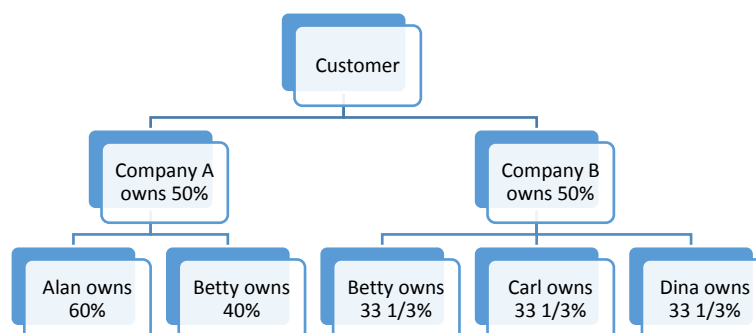 Customer
Company A
owns 50%
Company B
owns 50%
Alan owns
60%
Betty owns
40%
Betty owns
33 1/3%
Carl owns
33 1/3%
Dina owns
33 1/3%